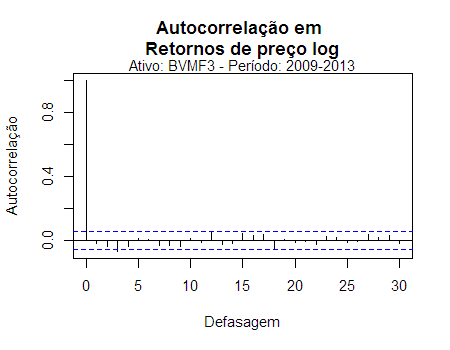 Autocorrelação em
Retornos de preço log
Ativo: BVMF3 - Período: 2009-2013
Autocorrelação
0.8
0.4
0.0
0 5 10 15 20 25 30
Defasagem